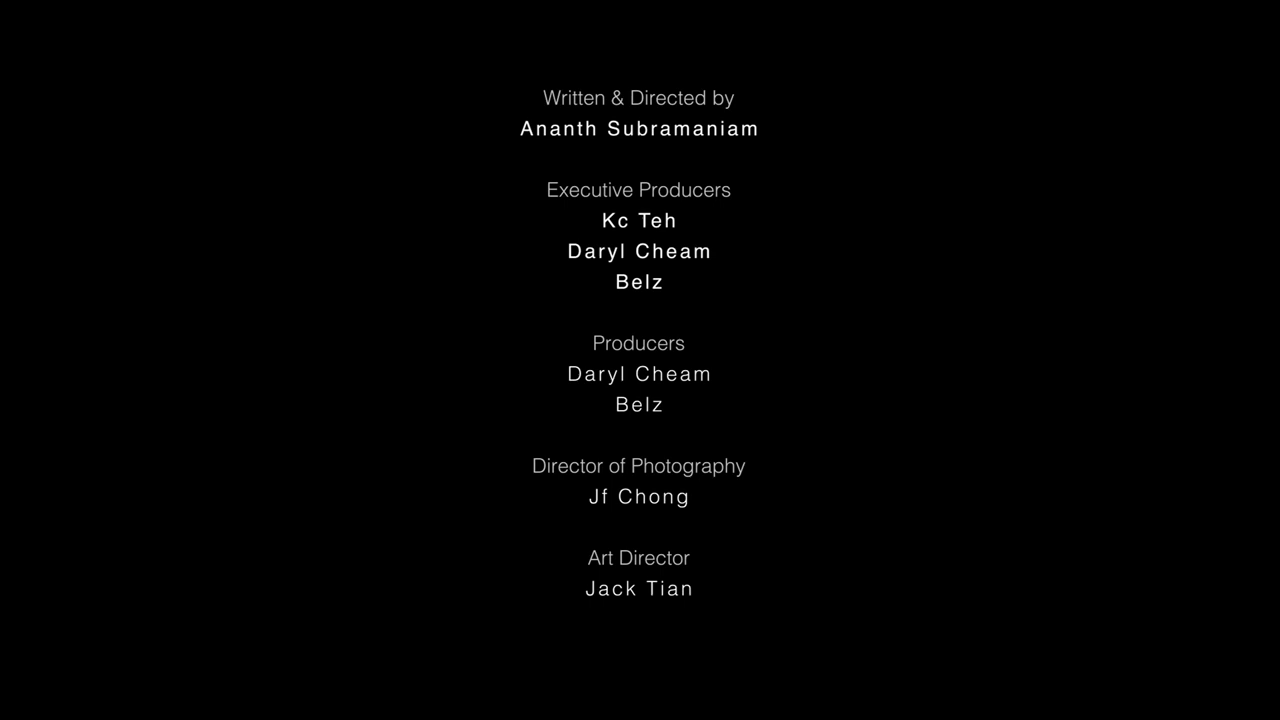 Written & Directed by
Ananth Subramaniam
Executive Producers
Kc Teh
Daryl Cheam
Belz
Producers
Daryl Cheam
Belz
Director of Photography
Jf Chong
Art Director
Jack Tian